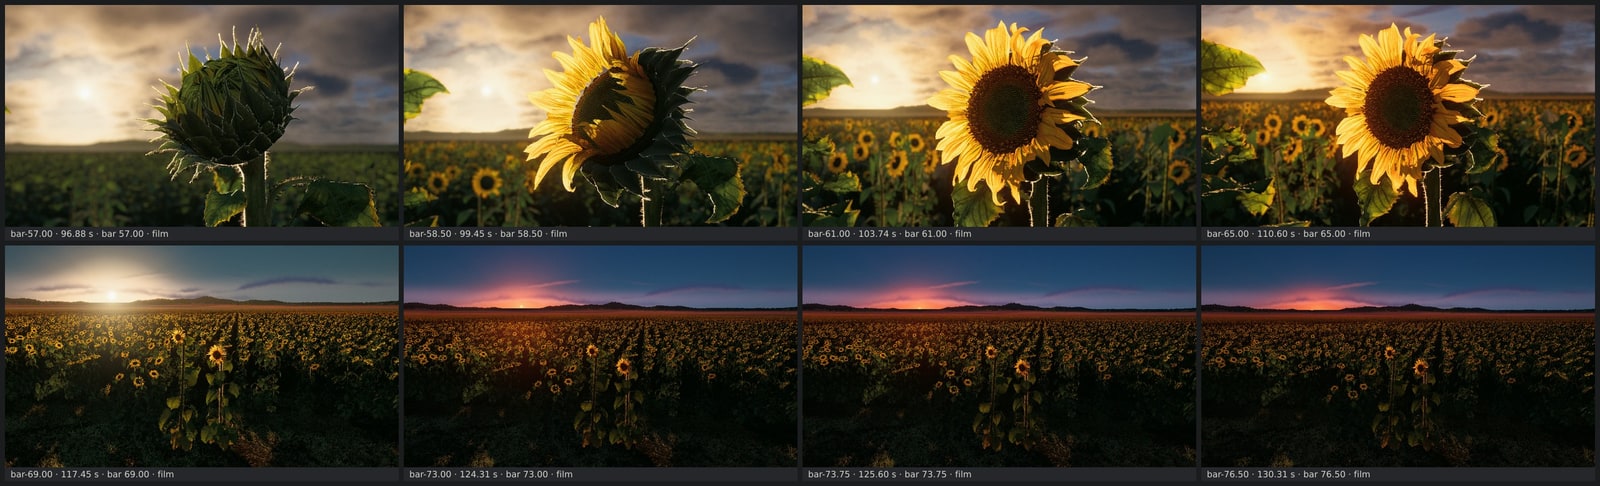 bar-57.00 · 96.88 s · bar 57.00 · film
bar-58.50 · 99.45 s · bar 58.50 · film
bar-61.00 · 103.74 s · bar 61.00 · film
bar-65.00 · 110.60 s · bar 65.00 · film
bar-69.00 · 117.45 s · bar 69.00 · film
bar-73.00 · 124.31 s · bar 73.00 · film
bar-73.75 · 125.60 s · bar 73.75 · film
bar-76.50 · 130.31 s · bar 76.50 · film